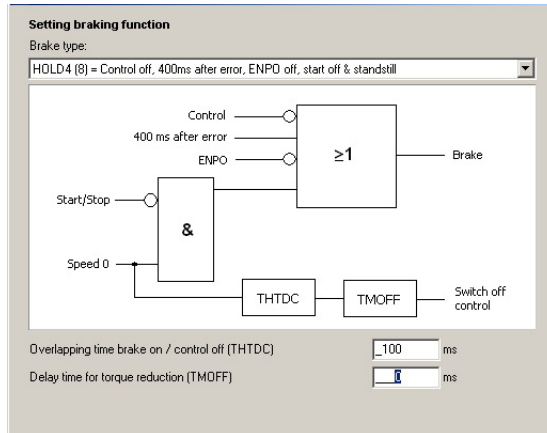 Setting braking function
Brake type:
HOLD4 (8) = Control off, 400ms after error, ENPO off, start off & standstill
Control
400 ms after error
ENPO
≥1
Brake
Start/Stop
&
Speed 0
THTDC
TMOFF
Switch off
control
Overlapping time brake on / control off (THTDC)
_100 ms
Delay time for torque reduction (TMOFF)
___0 ms